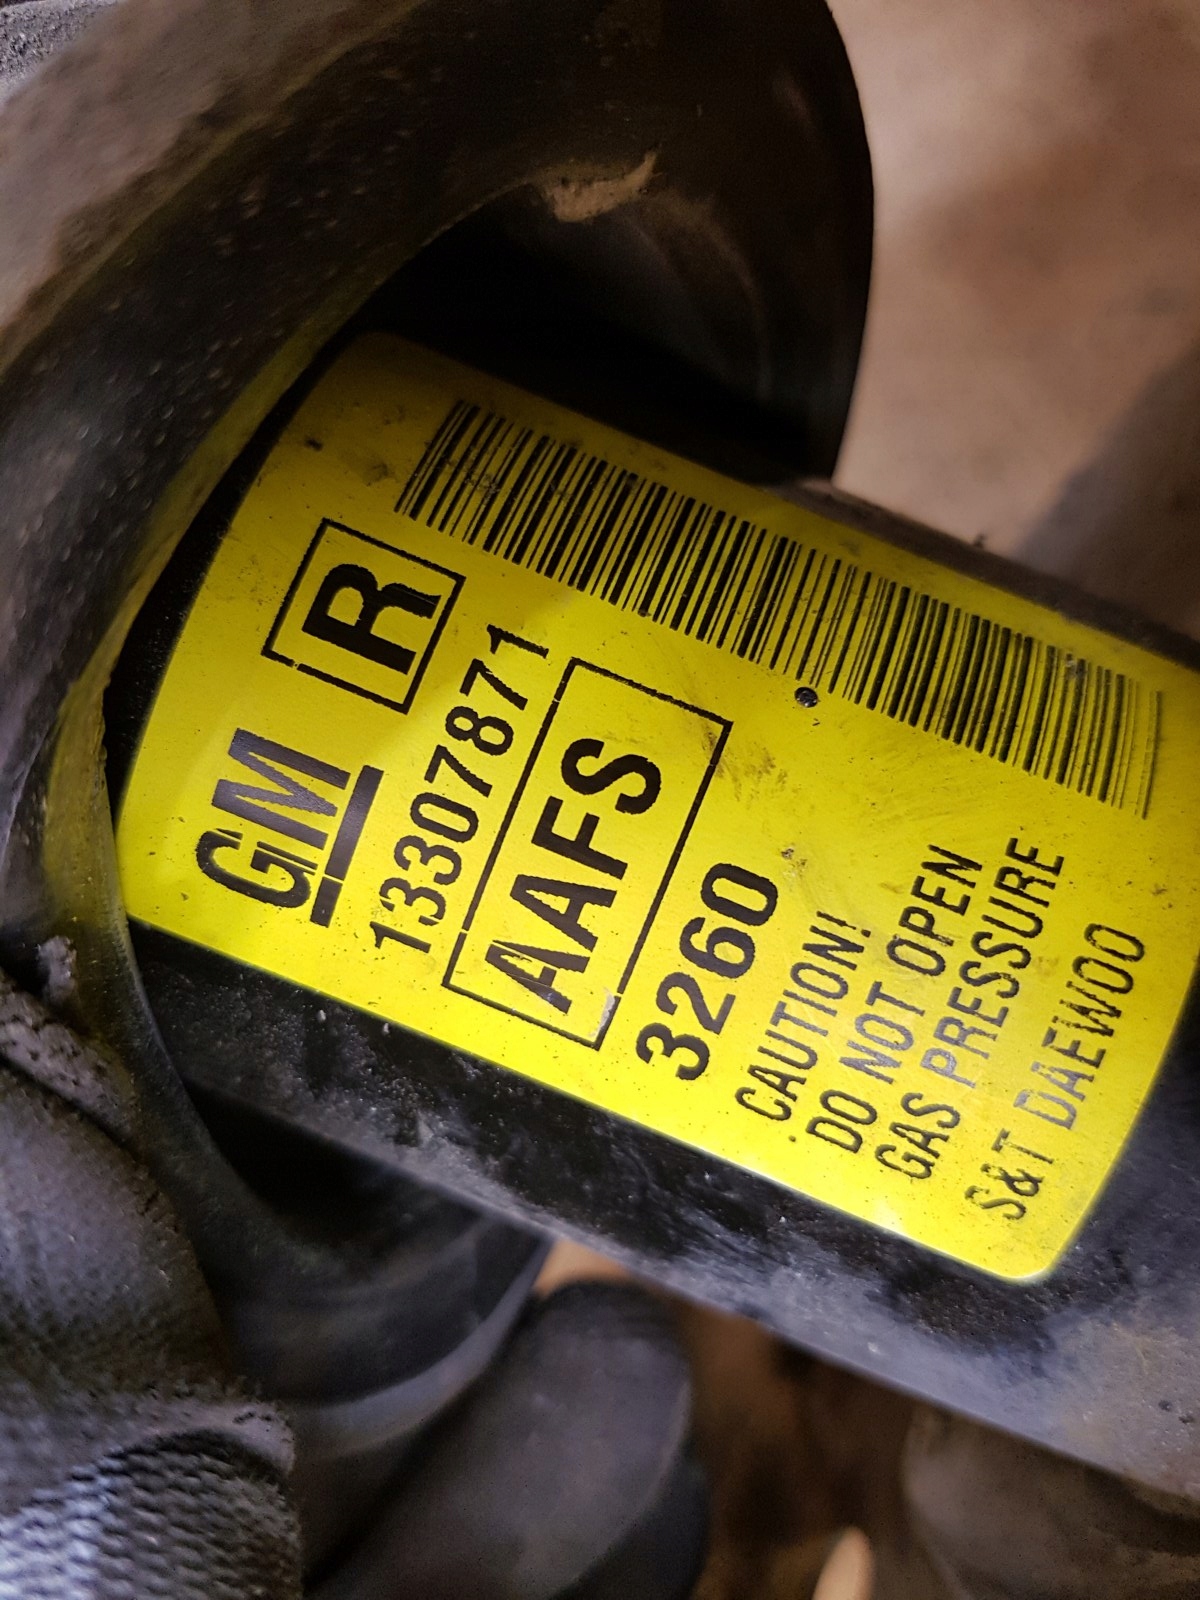 GM R
13307871
AAFS
3260
CAUTION!
DO NOT OPEN
GAS PRESSURE
S&T DAEWOO